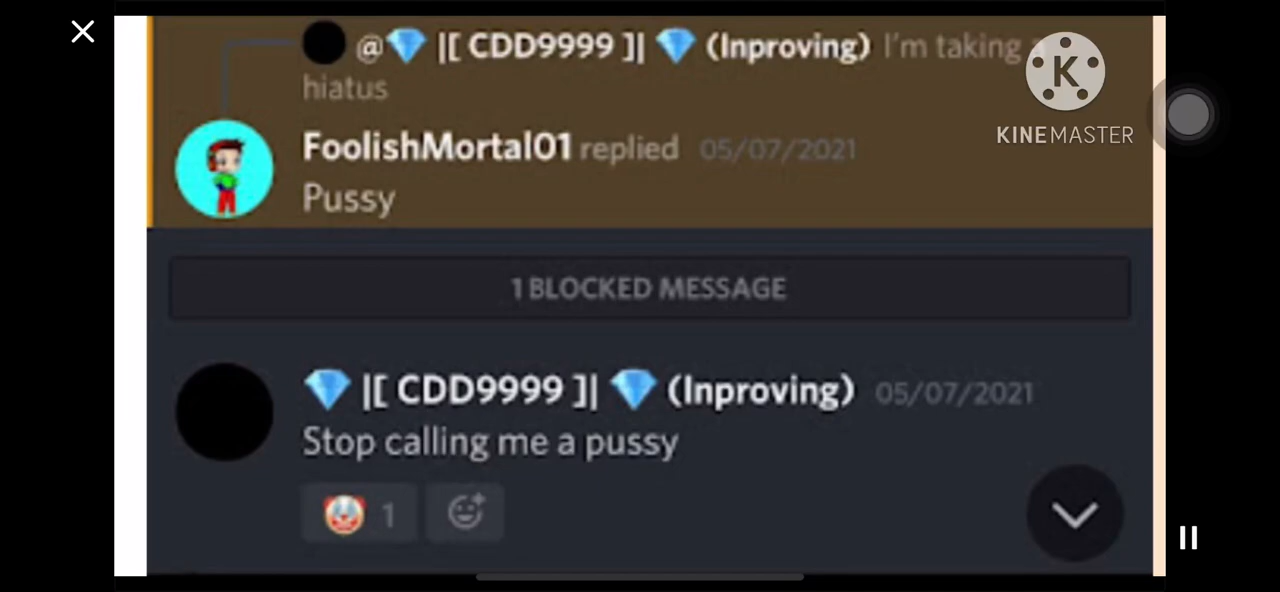 @💎 |[ CDD9999 ]| 💎 (Inproving) I'm taking a
hiatus
K
KINEMASTER
FoolishMortal01 replied 05/07/2021
Pussy
1 BLOCKED MESSAGE
💎 |[ CDD9999 ]| 💎 (Inproving) 05/07/2021
Stop calling me a pussy
🤡 1